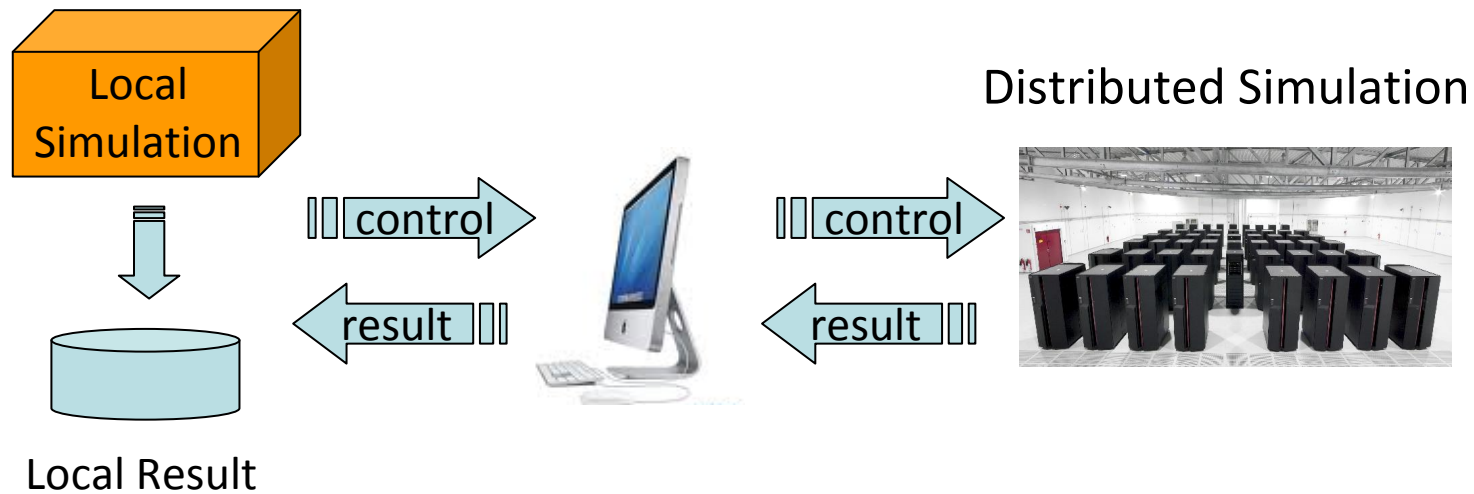 Local
Simulation
Distributed Simulation
control
control
result
result
Local Result